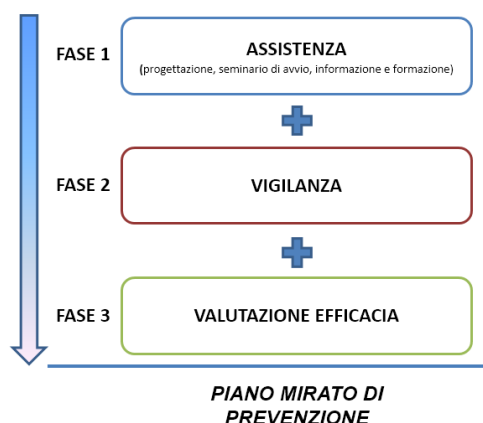 FASE 1
ASSISTENZA
(progettazione, seminario di avvio, informazione e formazione)
FASE 2
VIGILANZA
FASE 3
VALUTAZIONE EFFICACIA
PIANO MIRATO DI
PREVENZIONE